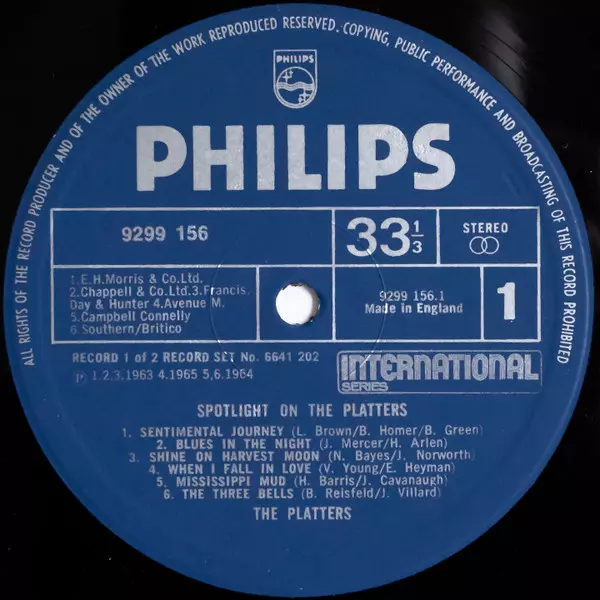 ALL RIGHTS OF THE RECORD PRODUCER AND OF THE OWNER OF THE WORK REPRODUCED RESERVED. COPYING, PUBLIC PERFORMANCE AND BROADCASTING OF THIS RECORD PROHIBITED
PHILIPS
PHILIPS
9299 156
33 1/3
STEREO
1.E.H.Morris & Co.Ltd.
2.Chappell & Co.Ltd.3.Francis,
Day & Hunter 4.Avenue M.
5.Campbell Connelly
6 Southern/Britico
9299 156.1
Made in England
1
RECORD 1 of 2 RECORD SET No. 6641 202
Ⓟ 1.2.3.1963 4.1965 5,6.1964
INTERNATIONAL
SERIES
SPOTLIGHT ON THE PLATTERS
1. SENTIMENTAL JOURNEY (L. Brown/B. Homer/B. Green)
2. BLUES IN THE NIGHT (J. Mercer/H. Arlen)
3. SHINE ON HARVEST MOON (N. Bayes/J. Norworth)
4. WHEN I FALL IN LOVE (V. Young/E. Heyman)
5. MISSISSIPPI MUD (H. Barris/J. Cavanaugh)
6. THE THREE BELLS (B. Reisfeld/J. Villard)
THE PLATTERS